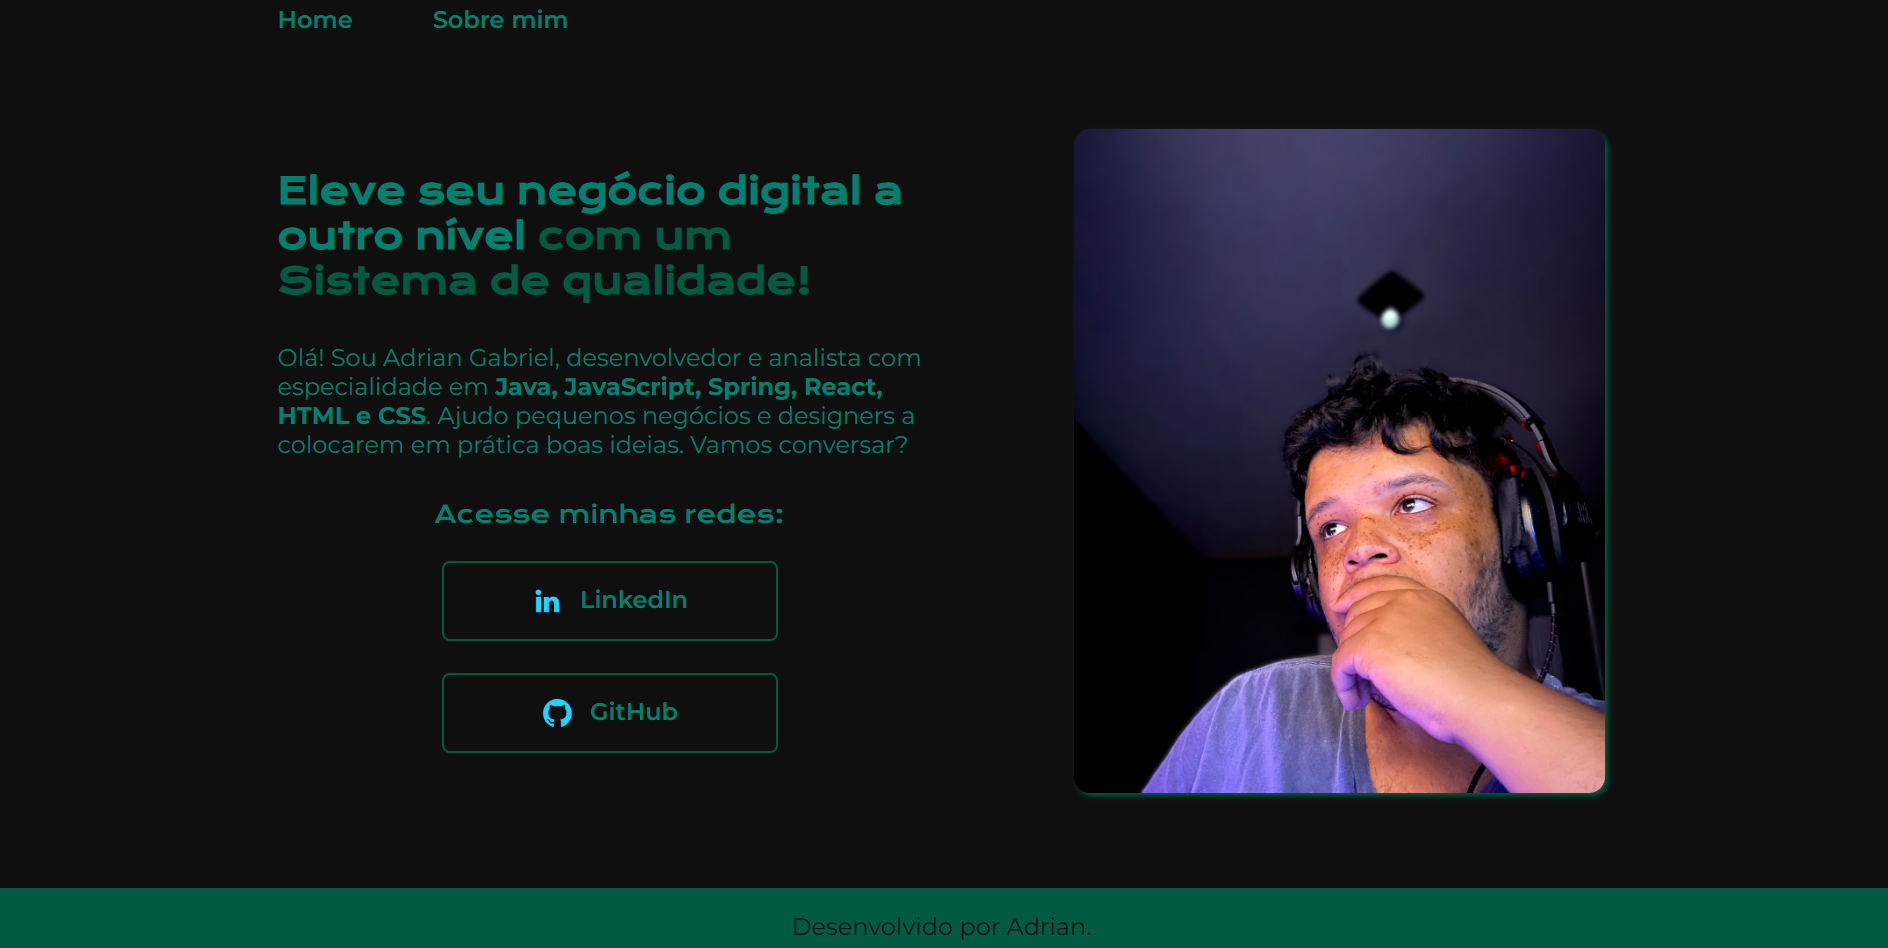 Home
Sobre mim
Eleve seu negócio digital a
outro nível com um
Sistema de qualidade!
Olá! Sou Adrian Gabriel, desenvolvedor e analista com
especialidade em Java, JavaScript, Spring, React,
HTML e CSS. Ajudo pequenos negócios e designers a
colocarem em prática boas ideias. Vamos conversar?
Acesse minhas redes:
in LinkedIn
GitHub
Desenvolvido por Adrian.